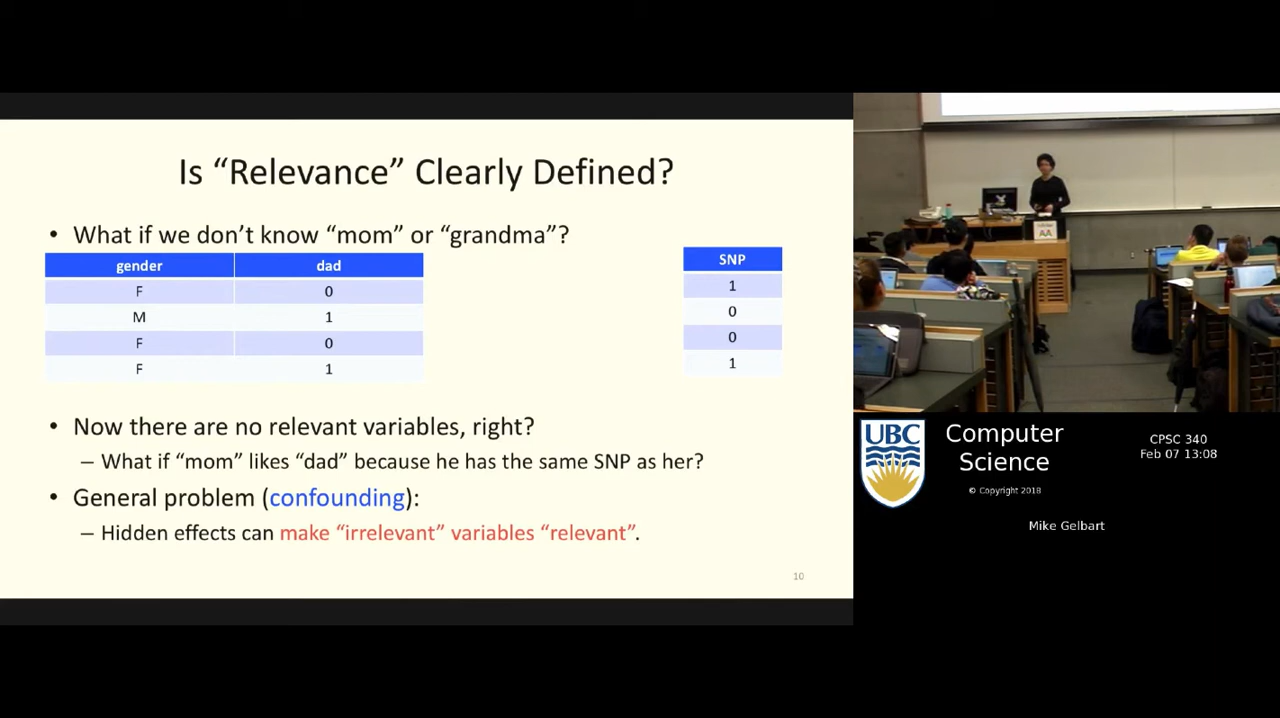 Is “Relevance” Clearly Defined?
• What if we don’t know “mom” or “grandma”?
gender dad
F 0
M 1
F 0
F 1
SNP
1
0
0
1
• Now there are no relevant variables, right?
– What if “mom” likes “dad” because he has the same SNP as her?
• General problem (confounding):
– Hidden effects can make “irrelevant” variables “relevant”.
10
UBC
Computer
Science
© Copyright 2018
CPSC 340
Feb 07 13:08
Mike Gelbart